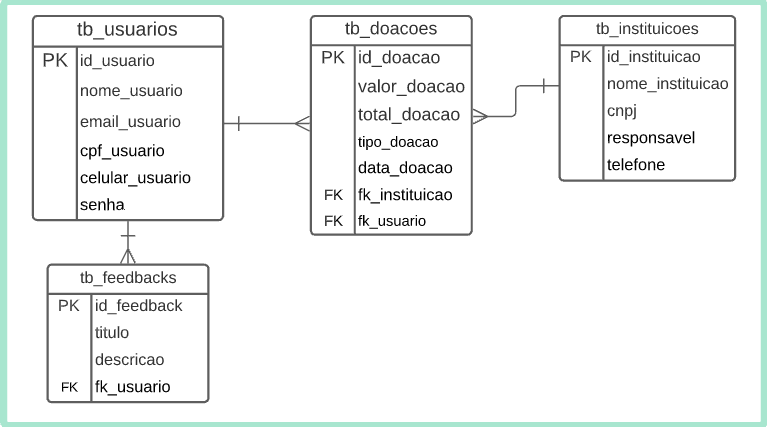 tb_usuarios
PK id_usuario
nome_usuario
email_usuario
cpf_usuario
celular_usuario
senha
tb_doacoes
PK id_doacao
valor_doacao
total_doacao
tipo_doacao
data_doacao
FK fk_instituicao
FK fk_usuario
tb_instituicoes
PK id_instituicao
nome_instituicao
cnpj
responsavel
telefone
tb_feedbacks
PK id_feedback
titulo
descricao
FK fk_usuario